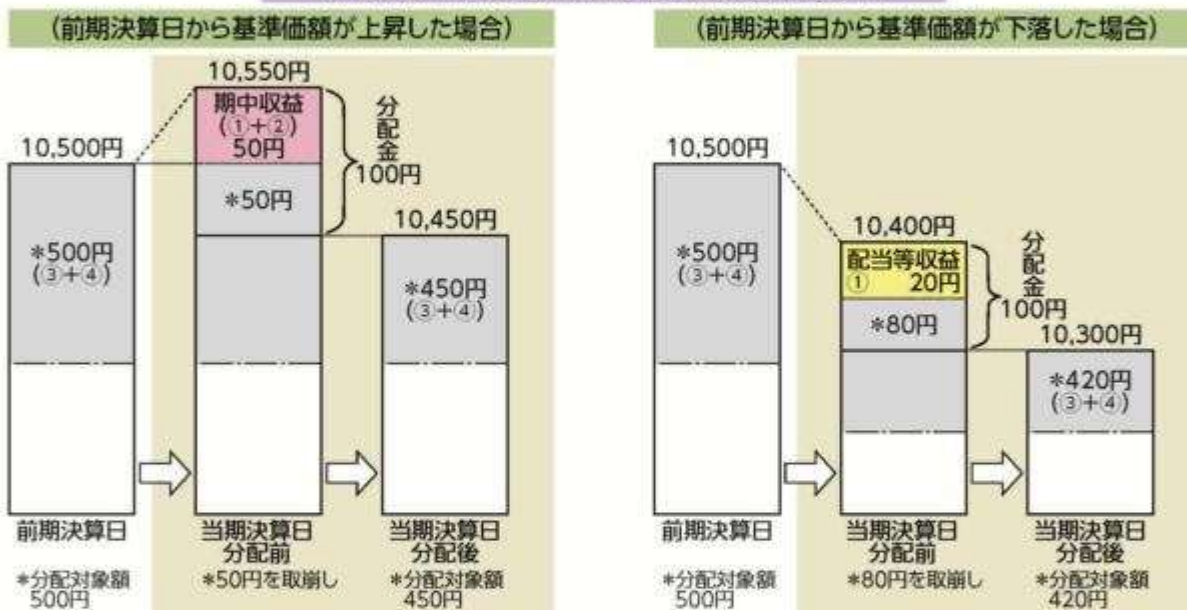 (前期決算日から基準価額が上昇した場合)
10,550円
期中収益
(①+②)
50円
分配金
100円
10,500円
*50円
10,450円
*500円
(③+④)
*450円
(③+④)
前期決算日
当期決算日
分配前
当期決算日
分配後
*分配対象額
500円
*50円を取崩し
*分配対象額
450円
(前期決算日から基準価額が下落した場合)
10,500円
10,400円
*500円
(③+④)
配当等収益
① 20円
分配金
100円
*80円
10,300円
*420円
(③+④)
前期決算日
当期決算日
分配前
当期決算日
分配後
*分配対象額
500円
*80円を取崩し
*分配対象額
420円